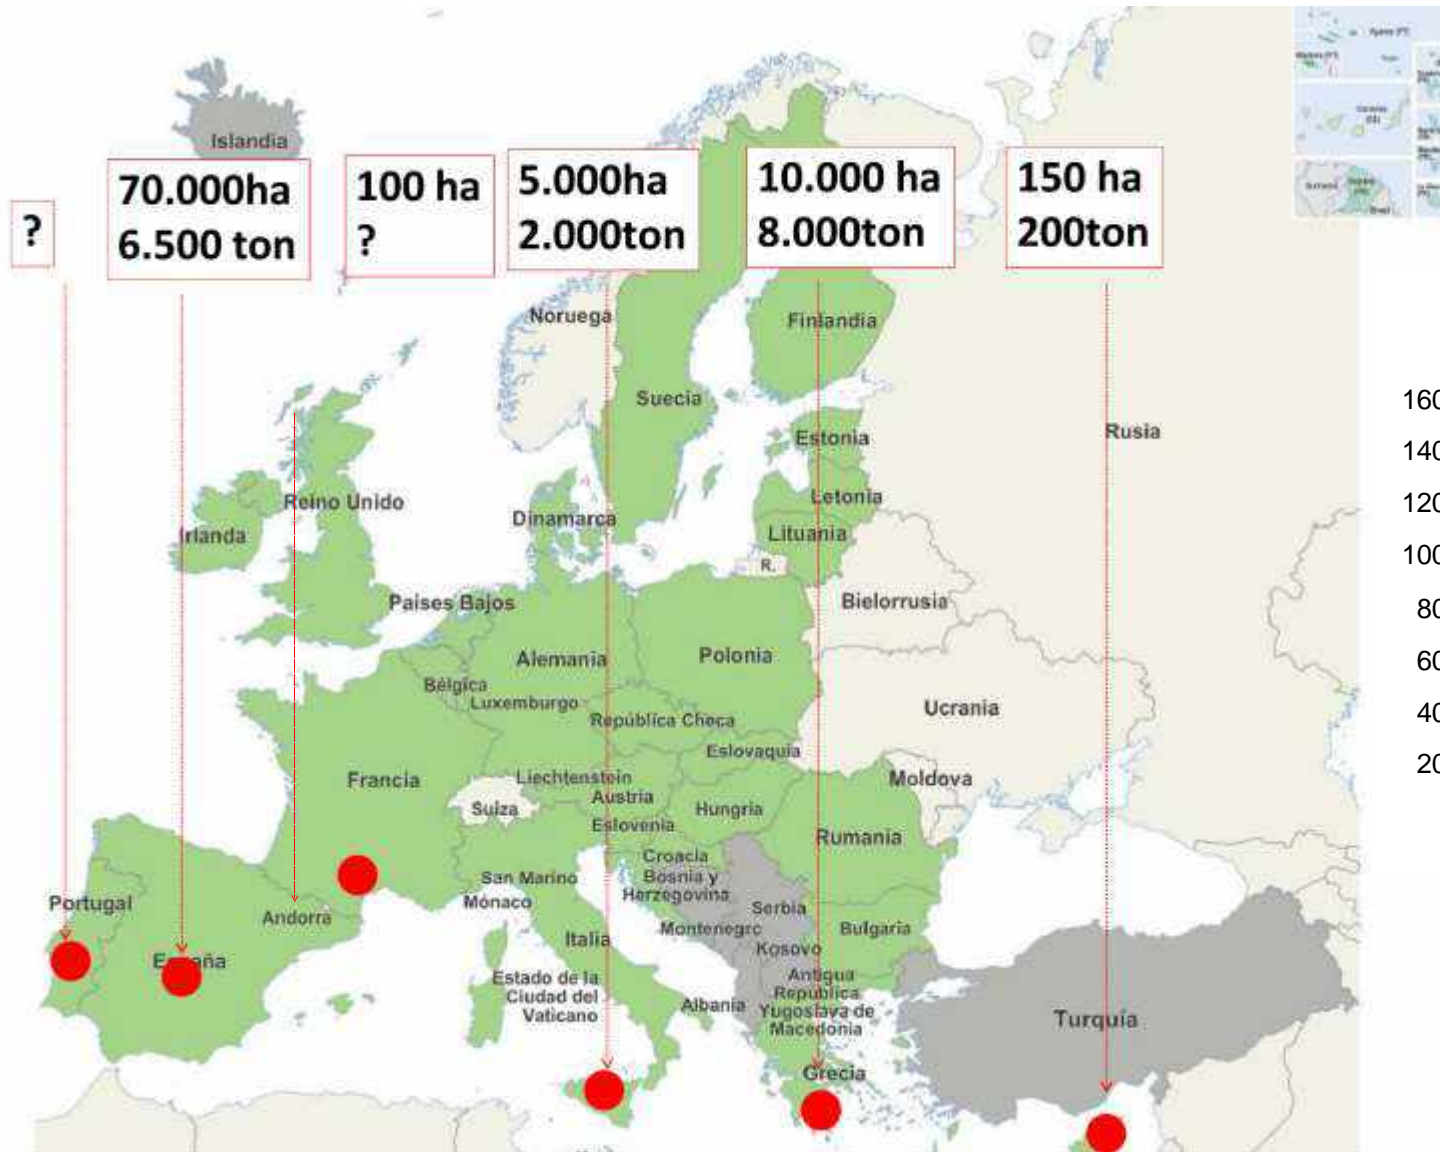 Islandia
?
70.000ha
6.500 ton
100 ha
?
5.000ha
2.000ton
10.000 ha
8.000ton
150 ha
200ton
Noruega
Finlandia
Suecia
Rusia
Estonia
Letonia
Lituania
R.
Dinamarca
Reino Unido
Irlanda
Países Bajos
Bielorrusia
Alemania
Polonia
Bélgica
Luxemburgo
República Checa
Ucrania
Eslovaquia
Francia
Liechtenstein
Austria
Moldova
Suiza
Hungria
Eslovenia
Rumania
Croacia
Bosnia y
Herzegovina
San Marino
Mónaco
Portugal
Andorra
Serbia
Montenegro
Bulgaria
Italia
Kosovo
España
Estado de la
Ciudad del
Vaticano
Albania
Antigua
República
Yugoslava de
Macedonia
Turquía
Grecia
160
140
120
100
80
60
40
20